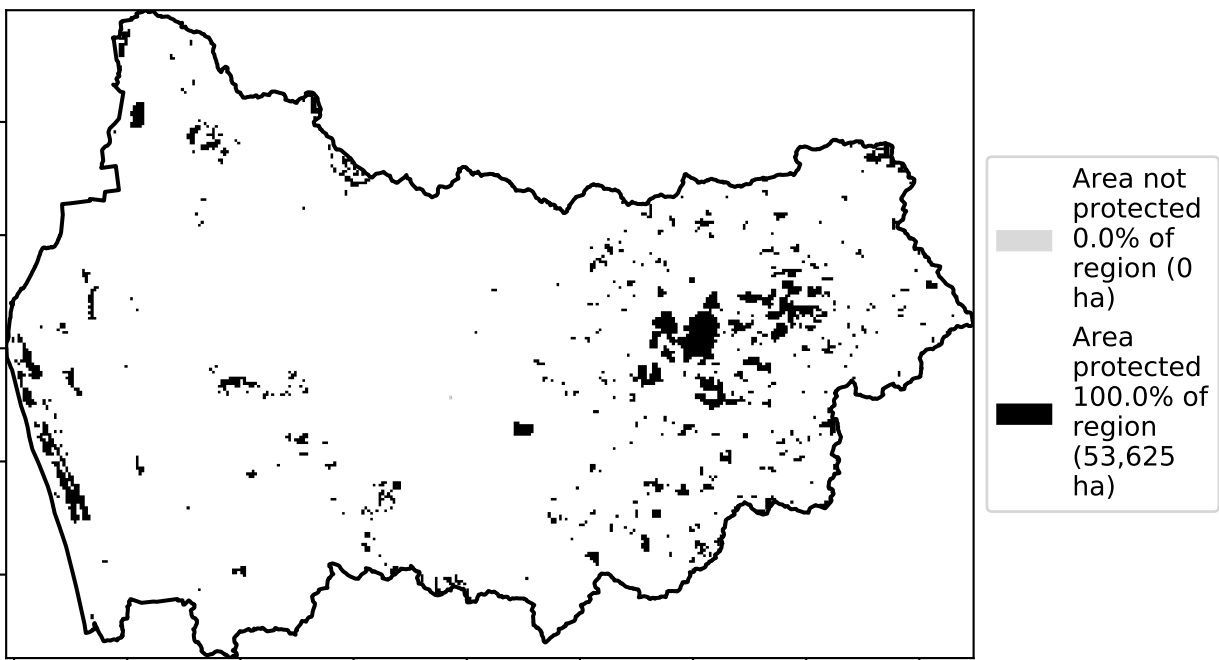 Area not
protected
0.0% of
region (0
ha)
Area
protected
100.0% of
region
(53,625
ha)